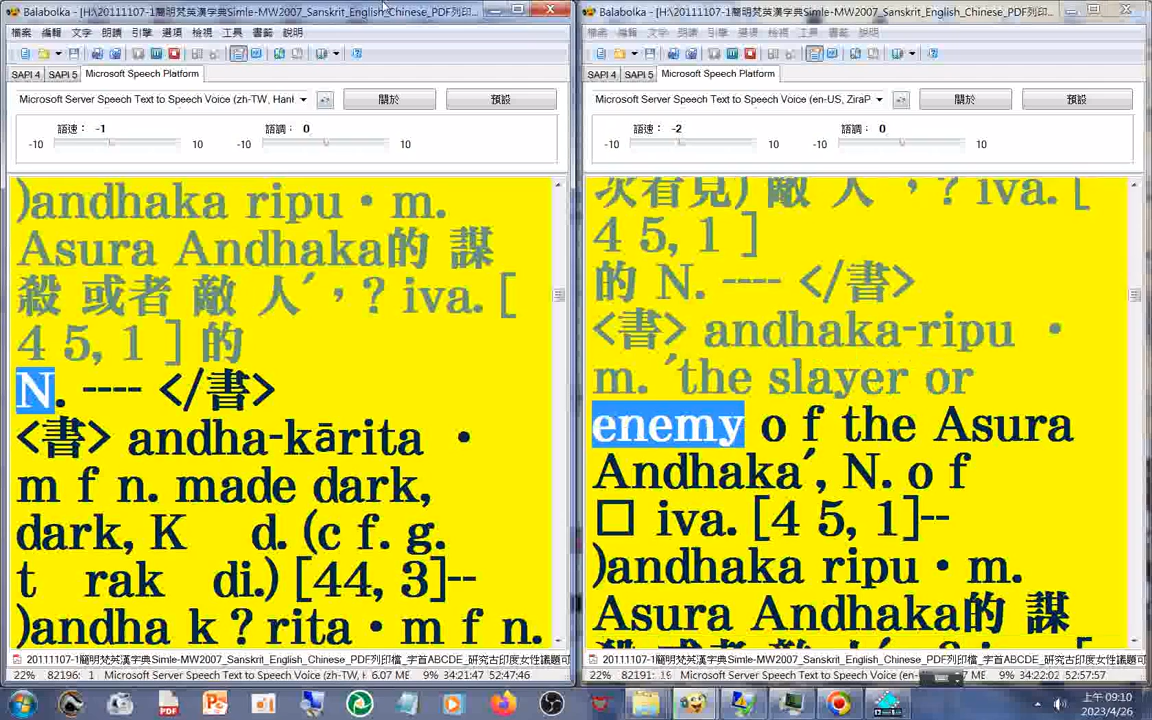 Balabolka - [H:\20111107-1簡明梵英漢字典Simle-MW2007_Sanskrit_English_Chinese_PDF列印...
檔案 編輯 文字 朗讀 引擎 選項 檢視 工具 書籤 說明
SAPI 4 SAPI 5 Microsoft Speech Platform
Microsoft Server Speech Text to Speech Voice (zh-TW, Hanl 關於 預設
語速： -1 語調： 0
-10 10 -10 10
)andhaka ripu • m.
Asura Andhaka的 謀
殺 或者 敵 人´，? iva. [
4 5, 1 ] 的
N. ---- </書>
<書> andha-kārita •
m f n. made dark,
dark, K d. (c f. g.
t rak di.) [44, 3]--
)andha k ? rita • m f n.
20111107-1簡明梵英漢字典Simle-MW2007_Sanskrit_English_Chinese_PDF列印檔_字首ABCDE_研究古印度女性議題可
22% 82196: 1 Microsoft Server Speech Text to Speech Voice (zh-TW, 6.07 ME 9% 34:21:47 52:47:46
Balabolka - [H:\20111107-1簡明梵英漢字典Simle-MW2007_Sanskrit_English_Chinese_PDF列印...
檔案 編輯 文字 朗讀 引擎 選項 檢視 工具 書籤 說明
SAPI 4 SAPI 5 Microsoft Speech Platform
Microsoft Server Speech Text to Speech Voice (en-US, ZiraP 關於 預設
語速： -2 語調： 0
-10 10 -10 10
次看見) 敵 人 ´，? iva. [
4 5, 1 ]
的 N. ---- </書>
<書> andhaka-ripu •
m. ´the slayer or
enemy o f the Asura
Andhaka´, N. o f
□ iva. [4 5, 1]--
)andhaka ripu • m.
Asura Andhaka的 謀
殺 或者 敵 人´，? iva. [
20111107-1簡明梵英漢字典Simle-MW2007_Sanskrit_English_Chinese_PDF列印檔_字首ABCDE_研究古印度女性議題可
22% 82191: 1 Microsoft Server Speech Text to Speech Voice (en-US, 9% 34:22:02 52:57:57
上午 09:10
2023/4/26